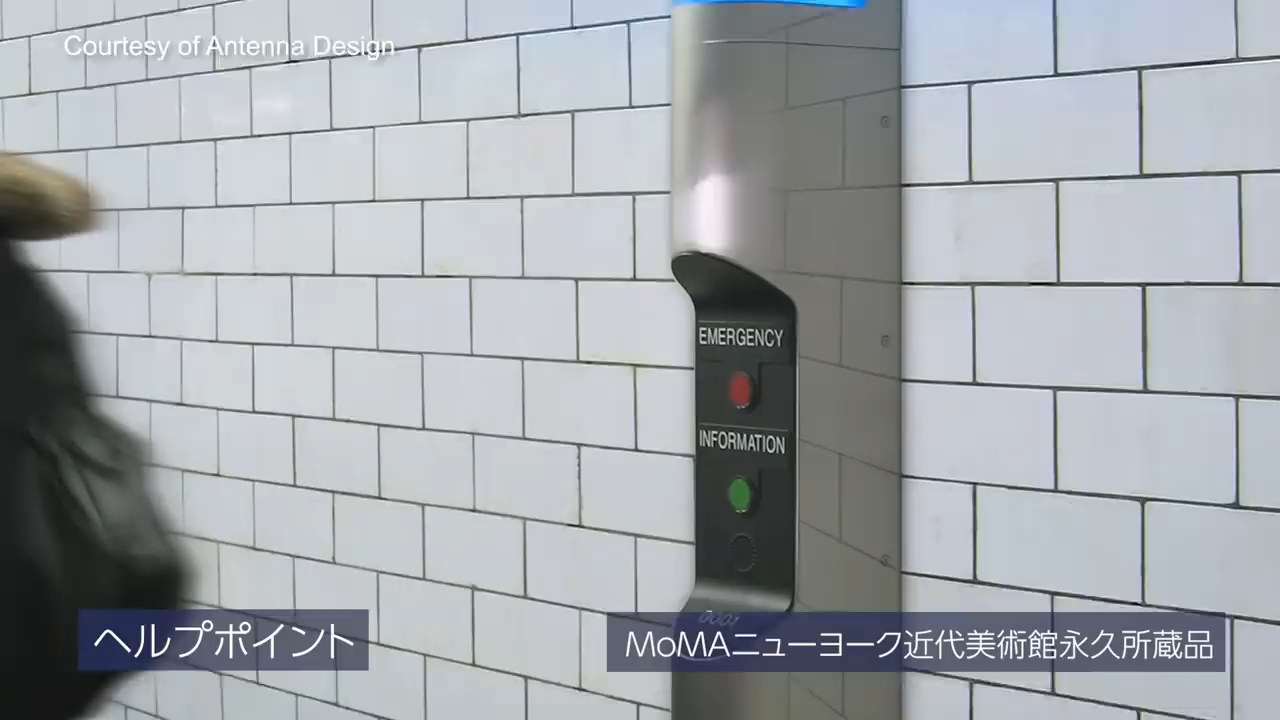 Courtesy of Antenna Design
EMERGENCY
INFORMATION
ヘルプポイント
MoMAニューヨーク近代美術館永久所蔵品